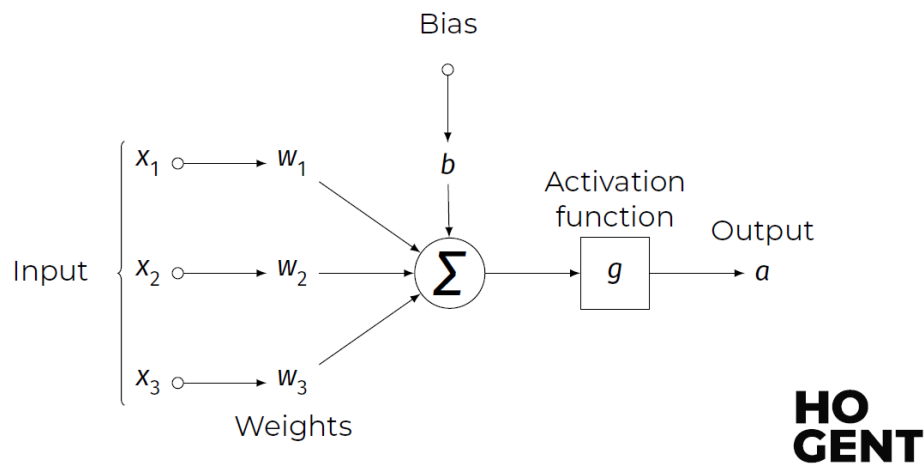 Bias
x1
w1
b
Activation
function
Output
Input
x2
w2
Σ
g
a
x3
w3
Weights
HO
GENT